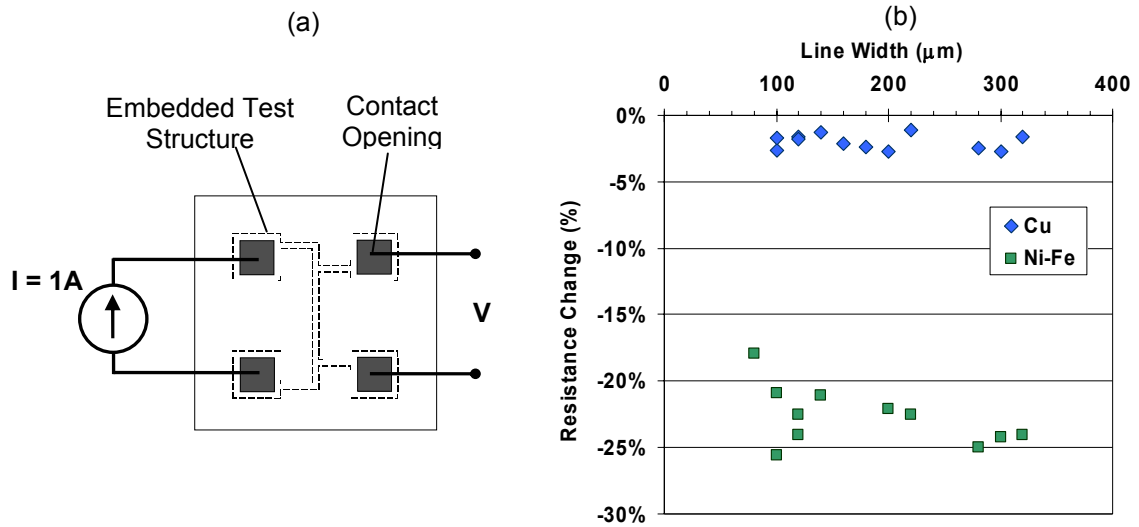 (a)
Embedded Test
Structure
Contact
Opening
I = 1A
V
(b)
Line Width (μm)
0 100 200 300 400
0%
-5%
-10%
-15%
-20%
-25%
-30%
Resistance Change (%)
Cu
Ni-Fe